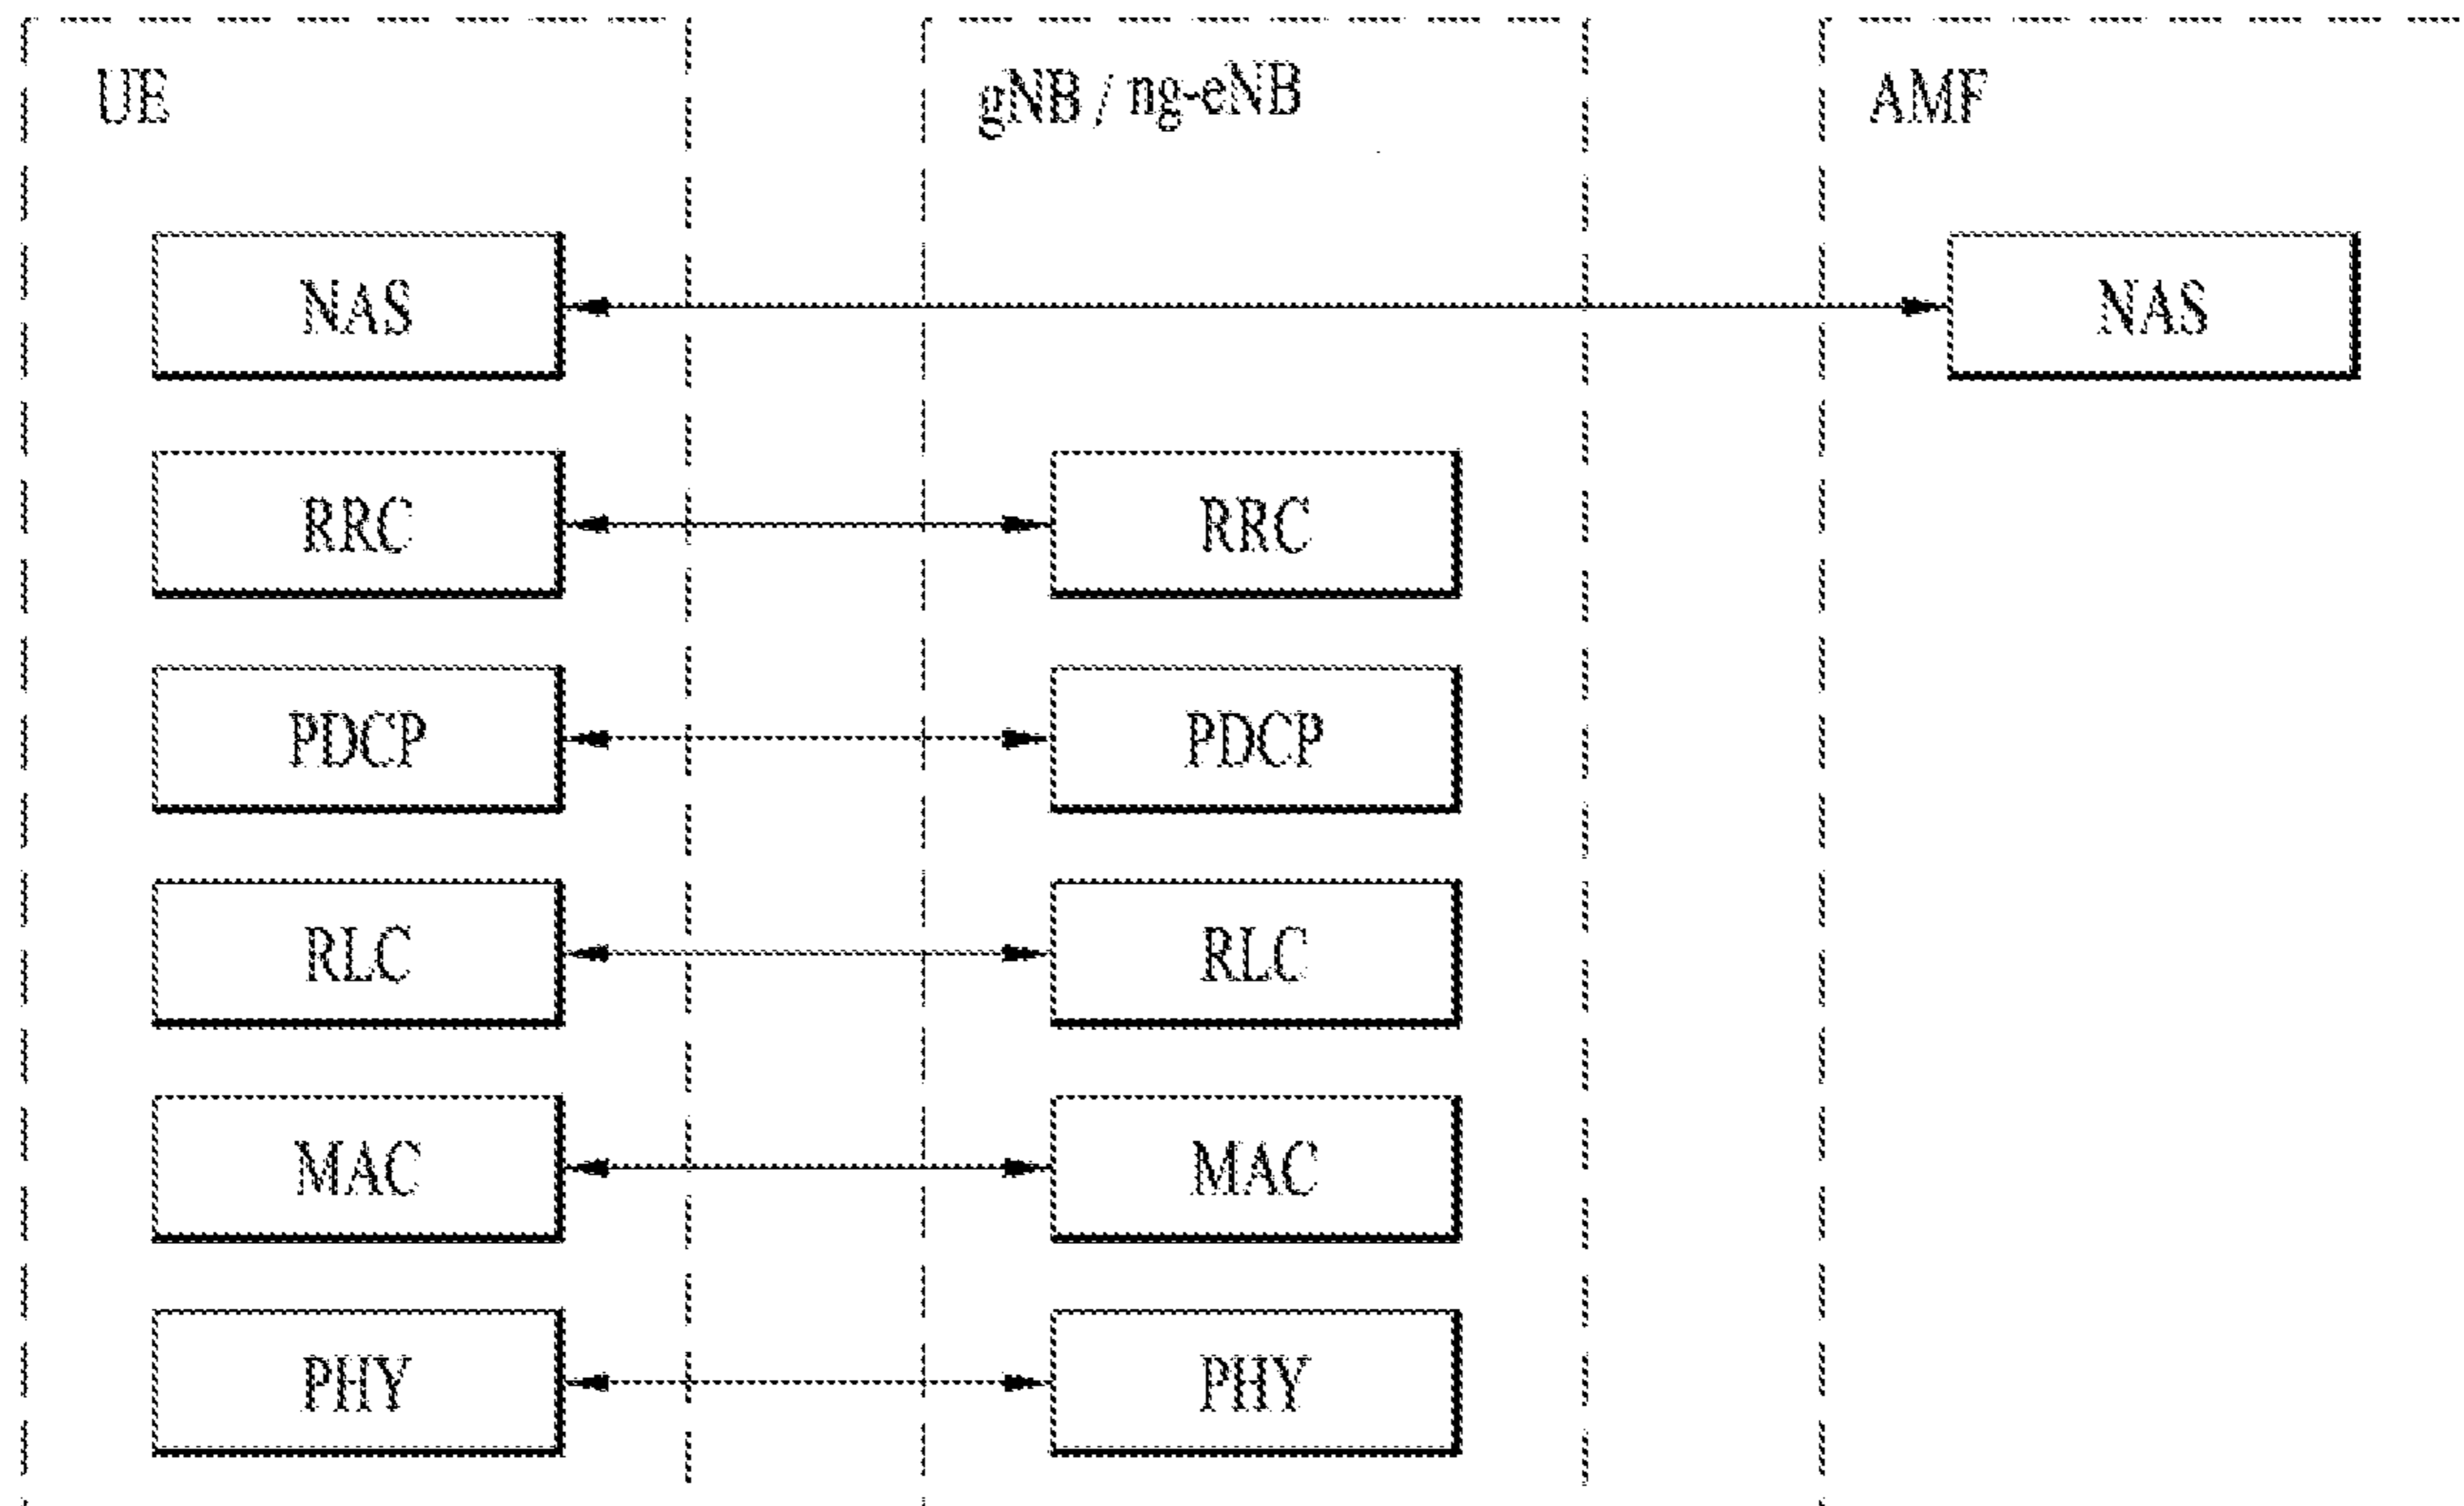 UE
gNB / ng-eNB
AMF
NAS
NAS
RRC
RRC
PDCP
PDCP
RLC
RLC
MAC
MAC
PHY
PHY